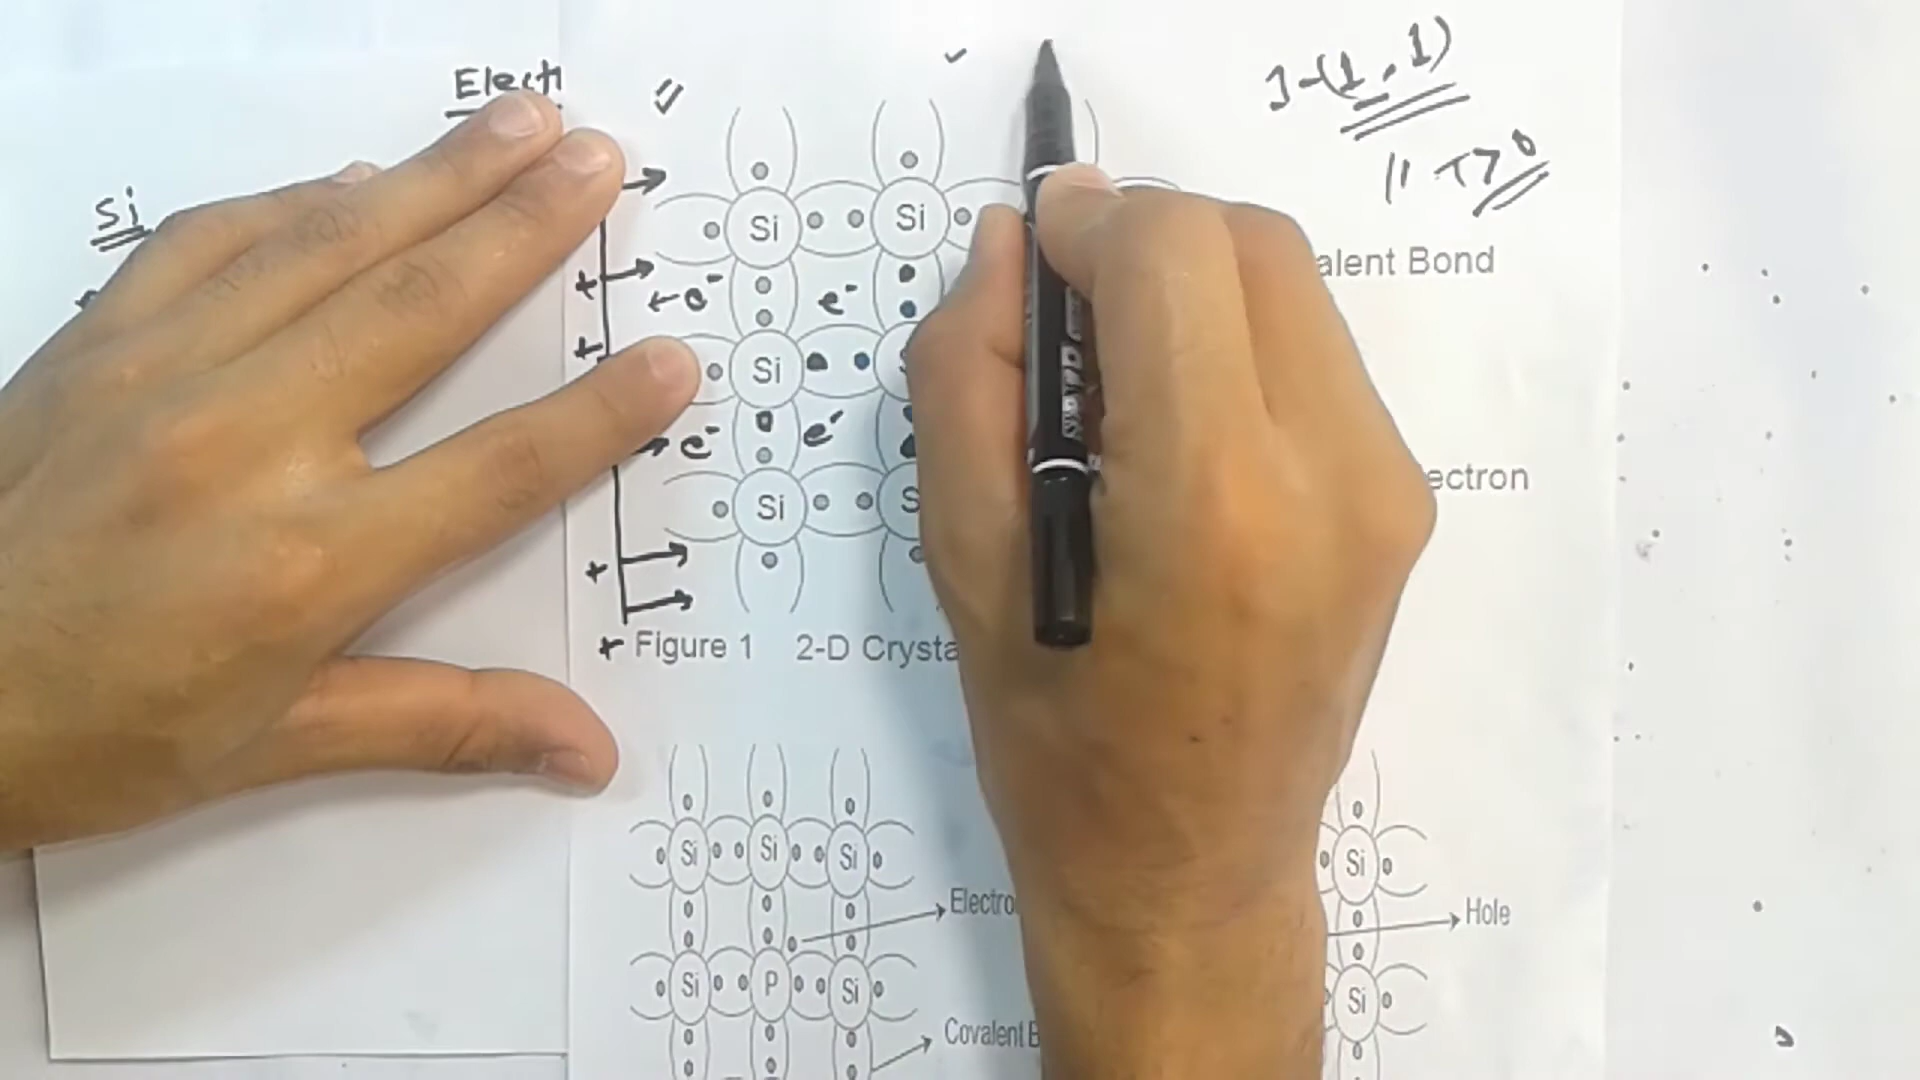 Elect
Si
Si Si
alent Bond
e⁻ e⁻
Si
e⁻ e⁻
ectron
Si S
Figure 1 2-D Crysta
Si Si Si Si
Electro
Hole
Si P Si Si
Covalent B